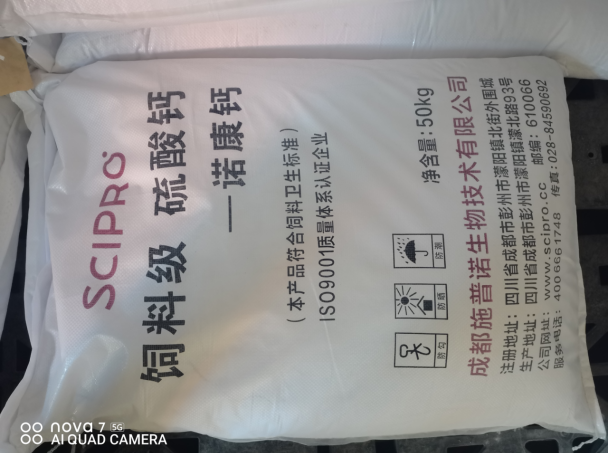 SCIPRO
饲料级 硫酸钙
—诺康钙
(本产品符合饲料卫生标准)
ISO9001质量体系认证企业
净含量:50kg
防勾
防晒
防潮
成都施普诺生物技术有限公司
注册地址:四川省成都市彭州市濛阳镇北街外围城
生产地址:四川省成都市彭州市濛阳镇濛北路93号
公司网址: www.scipro.cc 邮编:610066
服务电话: 4006661748 传真:028-84590692
nova 7 5G
AI QUAD CAMERA